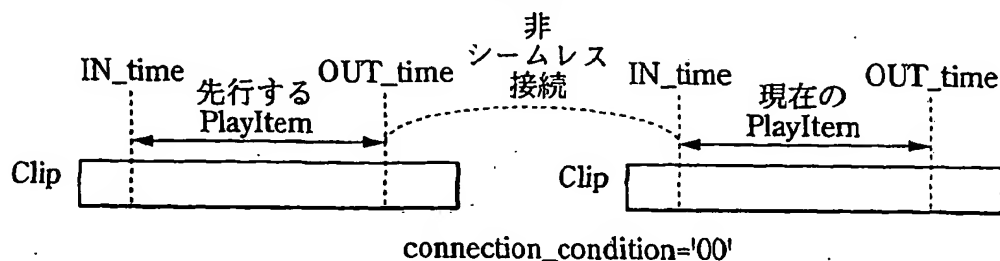 非
シームレス
接続
IN_time
OUT_time
IN_time
OUT_time
先行する
PlayItem
現在の
PlayItem
Clip
Clip
connection_condition='00'